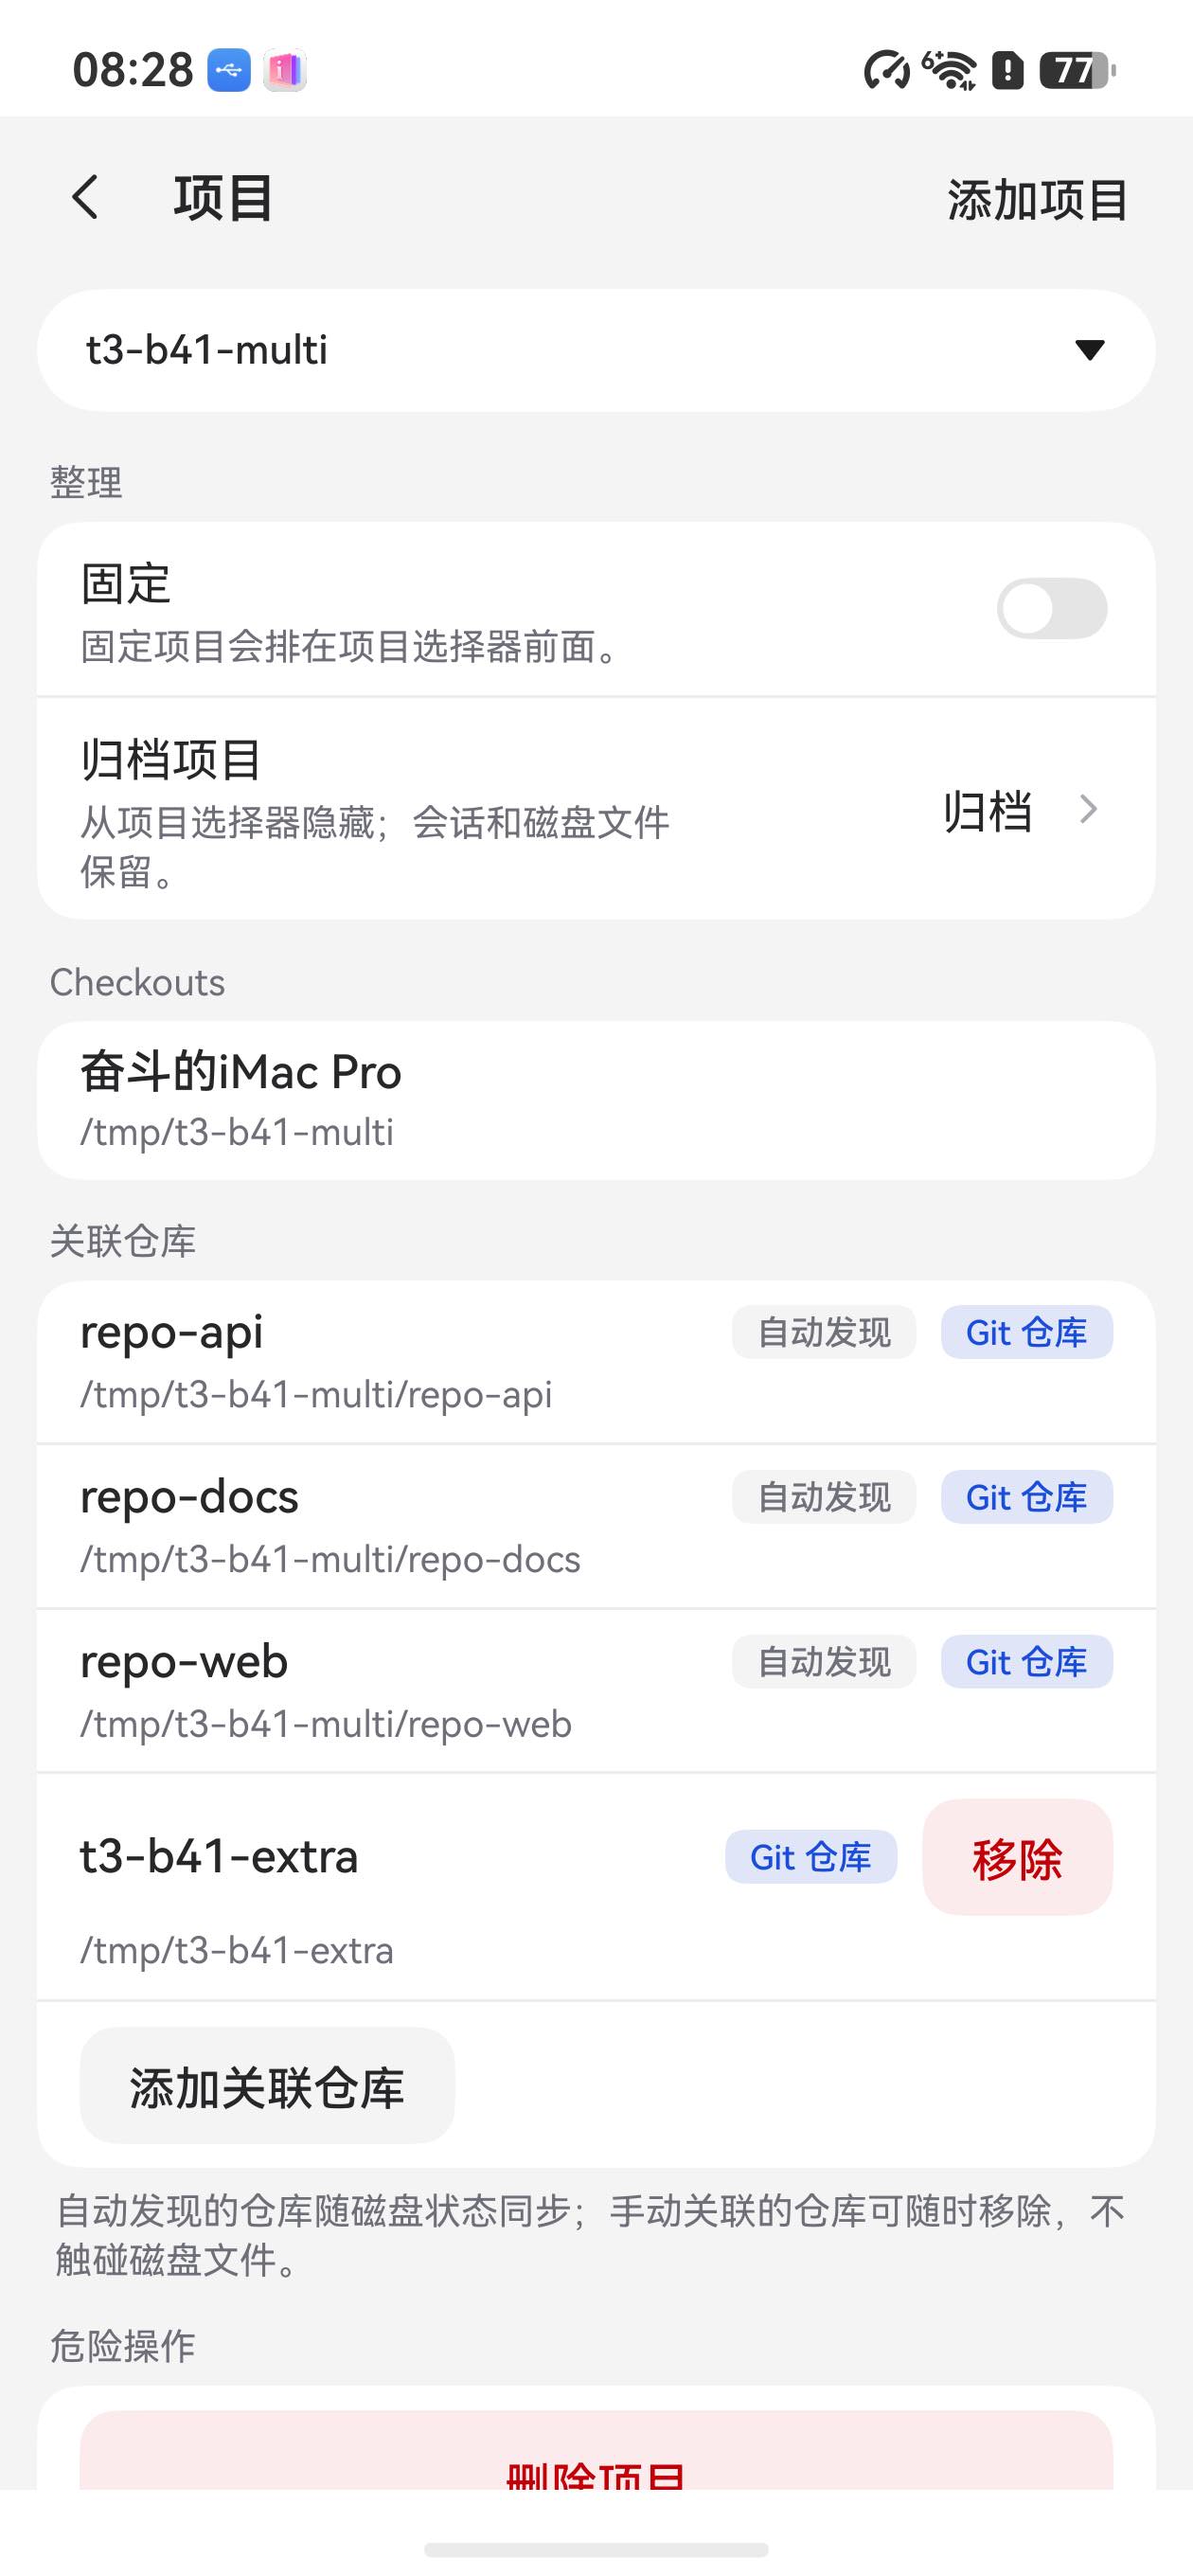 08:28
6+
77
项目
添加项目
t3-b41-multi
整理
固定
固定项目会排在项目选择器前面。
归档项目
从项目选择器隐藏；会话和磁盘文件
保留。
归档
Checkouts
奋斗的iMac Pro
/tmp/t3-b41-multi
关联仓库
repo-api 自动发现 Git 仓库
/tmp/t3-b41-multi/repo-api
repo-docs 自动发现 Git 仓库
/tmp/t3-b41-multi/repo-docs
repo-web 自动发现 Git 仓库
/tmp/t3-b41-multi/repo-web
t3-b41-extra Git 仓库 移除
/tmp/t3-b41-extra
添加关联仓库
自动发现的仓库随磁盘状态同步；手动关联的仓库可随时移除，不
触碰磁盘文件。
危险操作
删除项目